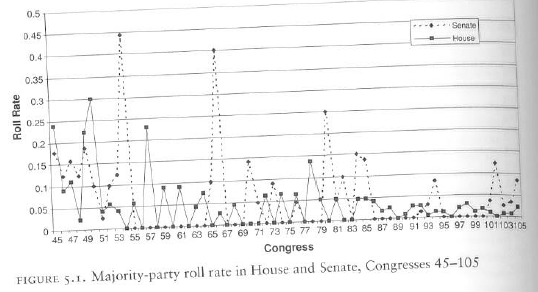 0.5
0.45
0.4
0.35
0.3
0.25
0.2
0.15
0.1
0.05
0
Roll Rate
Senate
House
45 47 49 51 53 55 57 59 61 63 65 67 69 71 73 75 77 79 81 83 85 87 89 91 93 95 97 99 101 103 105
Congress
FIGURE 5.1. Majority-party roll rate in House and Senate, Congresses 45–105